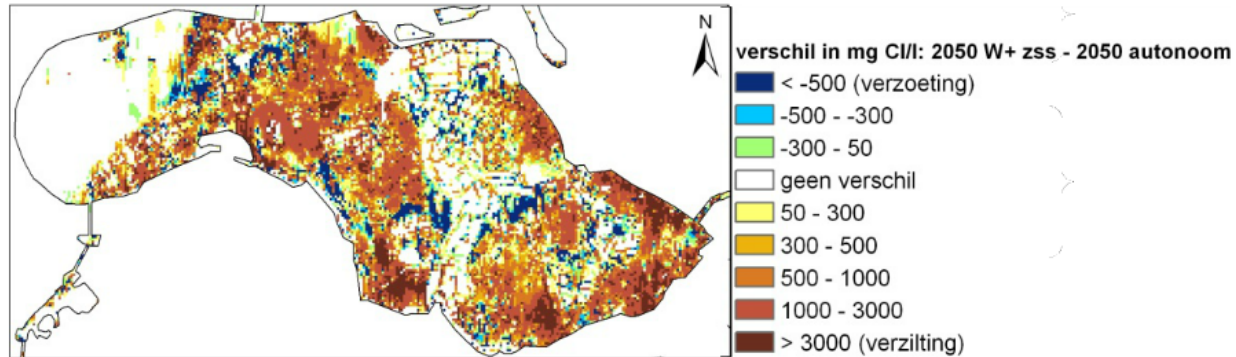 N
verschil in mg Cl/l: 2050 W+ zss - 2050 autonoom
< -500 (verzoeting)
-500 - -300
-300 - 50
geen verschil
50 - 300
300 - 500
500 - 1000
1000 - 3000
> 3000 (verzilting)